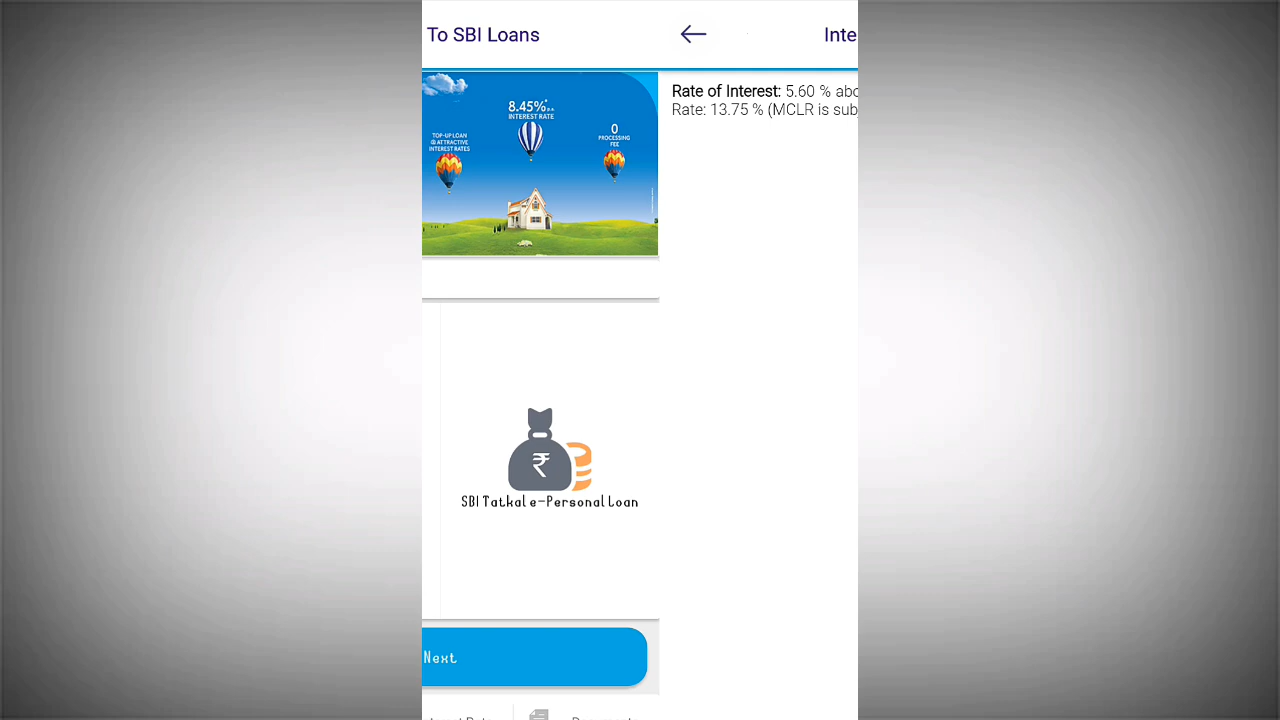 To SBI Loans
8.45%* p.a.
INTEREST RATE
TOP-UP LOAN
@ ATTRACTIVE
INTEREST RATES
0
PROCESSING
FEE
₹
SBI Tatkal e-Personal Loan
Next
Inte
Rate of Interest: 5.60 % abo
Rate: 13.75 % (MCLR is sub